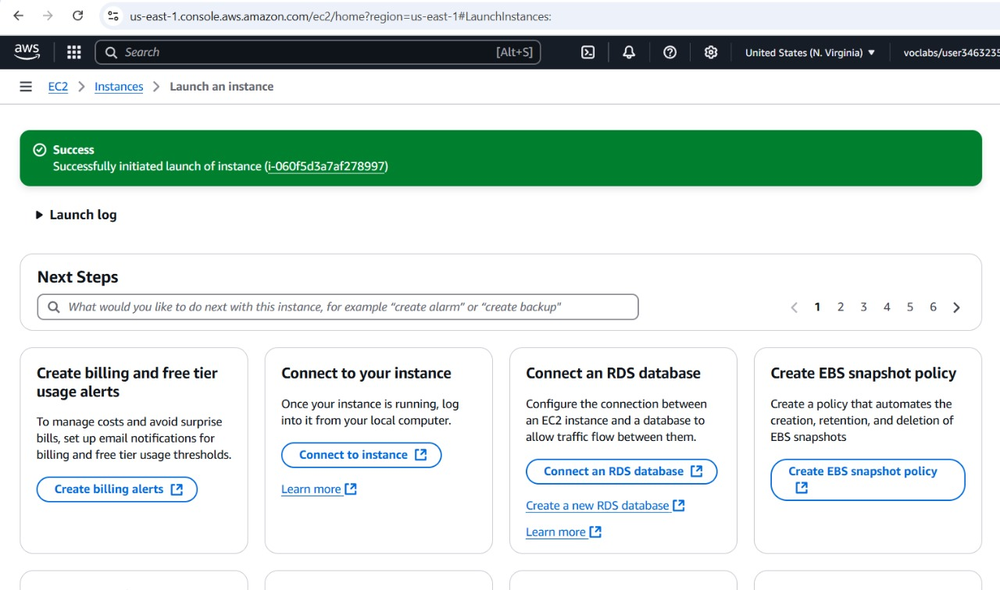 us-east-1.console.aws.amazon.com/ec2/home?region=us-east-1#LaunchInstances:
aws
Search
[Alt+S]
United States (N. Virginia)
voclabs/user3463235
EC2
Instances
Launch an instance
Success
Successfully initiated launch of instance (i-060f5d3a7af278997)
Launch log
Next Steps
What would you like to do next with this instance, for example “create alarm” or “create backup”
1 2 3 4 5 6
Create billing and free tier
usage alerts
To manage costs and avoid surprise
bills, set up email notifications for
billing and free tier usage thresholds.
Create billing alerts
Connect to your instance
Once your instance is running, log
into it from your local computer.
Connect to instance
Learn more
Connect an RDS database
Configure the connection between
an EC2 instance and a database to
allow traffic flow between them.
Connect an RDS database
Create a new RDS database
Learn more
Create EBS snapshot policy
Create a policy that automates the
creation, retention, and deletion of
EBS snapshots
Create EBS snapshot policy